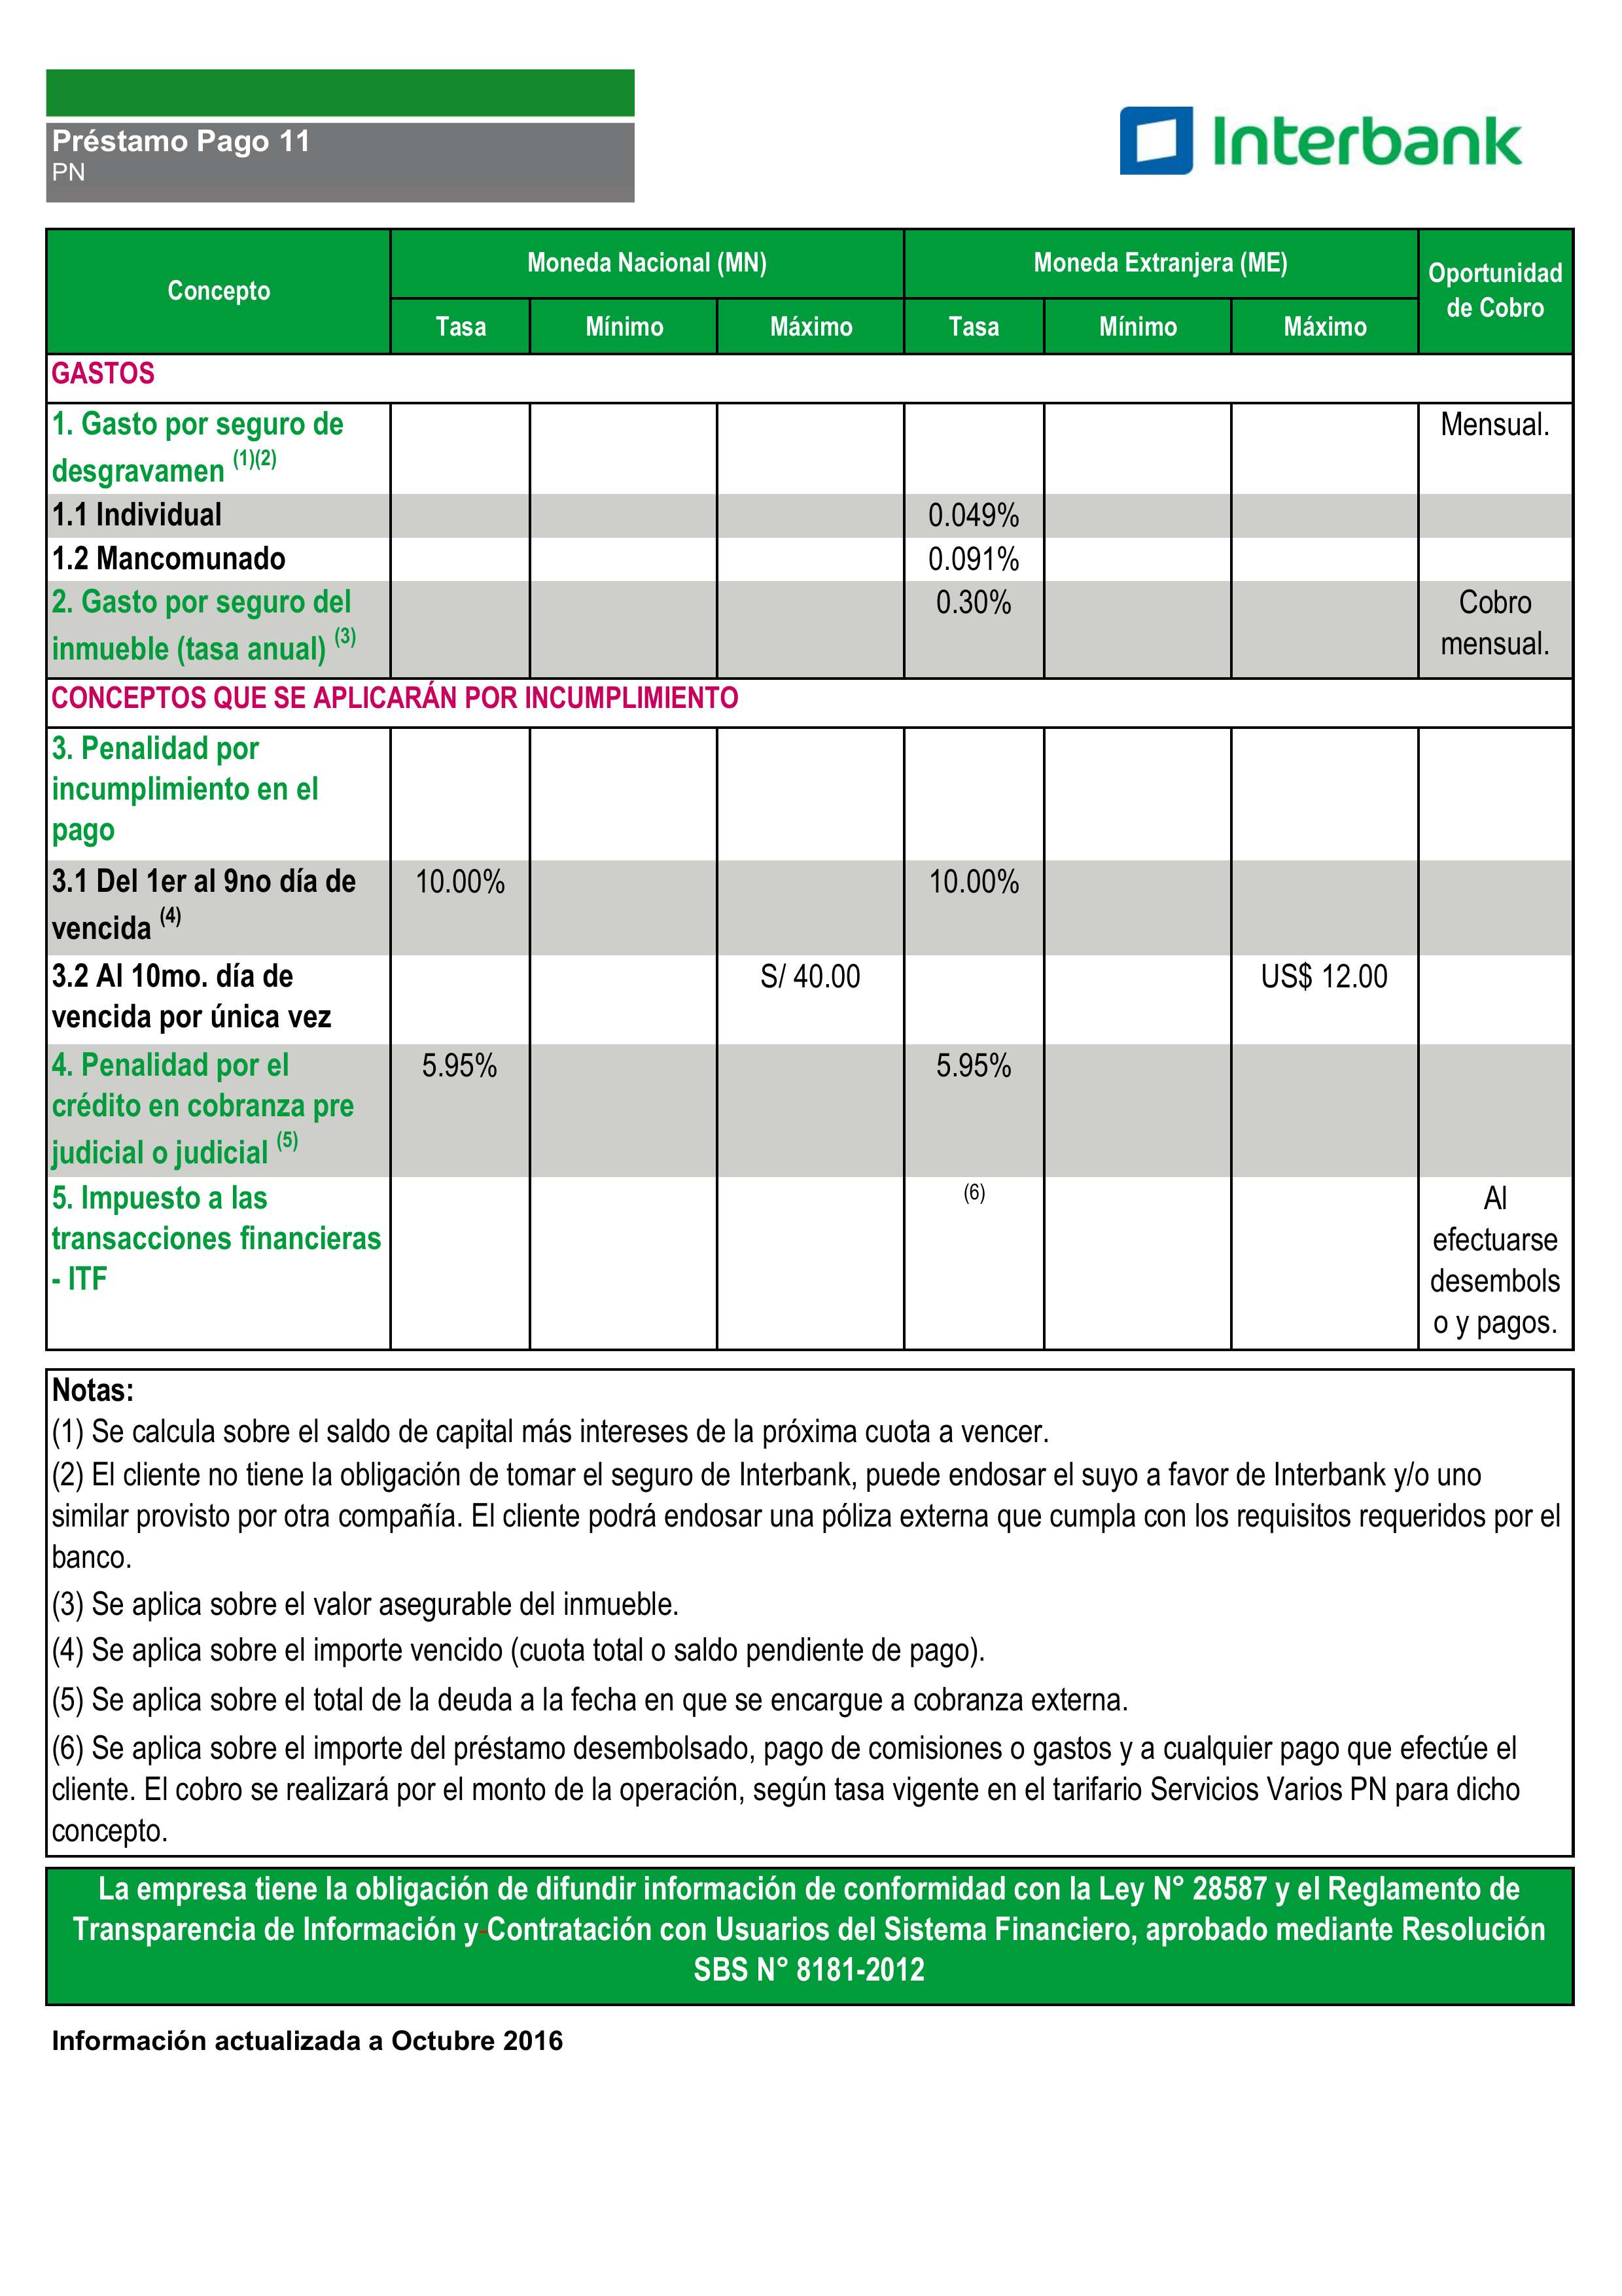 Préstamo Pago 11
PN
Interbank
Concepto
Moneda Nacional (MN)
Moneda Extranjera (ME)
Oportunidad
de Cobro
Tasa
Mínimo
Máximo
Tasa
Mínimo
Máximo
GASTOS
1. Gasto por seguro de
desgravamen (1)(2)
Mensual.
1.1 Individual
0.049%
1.2 Mancomunado
0.091%
2. Gasto por seguro del
inmueble (tasa anual) (3)
0.30%
Cobro
mensual.
CONCEPTOS QUE SE APLICARÁN POR INCUMPLIMIENTO
3. Penalidad por
incumplimiento en el
pago
3.1 Del 1er al 9no día de
vencida (4)
10.00%
10.00%
3.2 Al 10mo. día de
vencida por única vez
S/ 40.00
US$ 12.00
4. Penalidad por el
crédito en cobranza pre
judicial o judicial (5)
5.95%
5.95%
5. Impuesto a las
transacciones financieras
- ITF
(6)
Al
efectuarse
desembols
o y pagos.
Notas:
(1) Se calcula sobre el saldo de capital más intereses de la próxima cuota a vencer.
(2) El cliente no tiene la obligación de tomar el seguro de Interbank, puede endosar el suyo a favor de Interbank y/o uno
similar provisto por otra compañía. El cliente podrá endosar una póliza externa que cumpla con los requisitos requeridos por el
banco.
(3) Se aplica sobre el valor asegurable del inmueble.
(4) Se aplica sobre el importe vencido (cuota total o saldo pendiente de pago).
(5) Se aplica sobre el total de la deuda a la fecha en que se encargue a cobranza externa.
(6) Se aplica sobre el importe del préstamo desembolsado, pago de comisiones o gastos y a cualquier pago que efectúe el
cliente. El cobro se realizará por el monto de la operación, según tasa vigente en el tarifario Servicios Varios PN para dicho
concepto.
La empresa tiene la obligación de difundir información de conformidad con la Ley N° 28587 y el Reglamento de
Transparencia de Información y Contratación con Usuarios del Sistema Financiero, aprobado mediante Resolución
SBS N° 8181-2012
Información actualizada a Octubre 2016